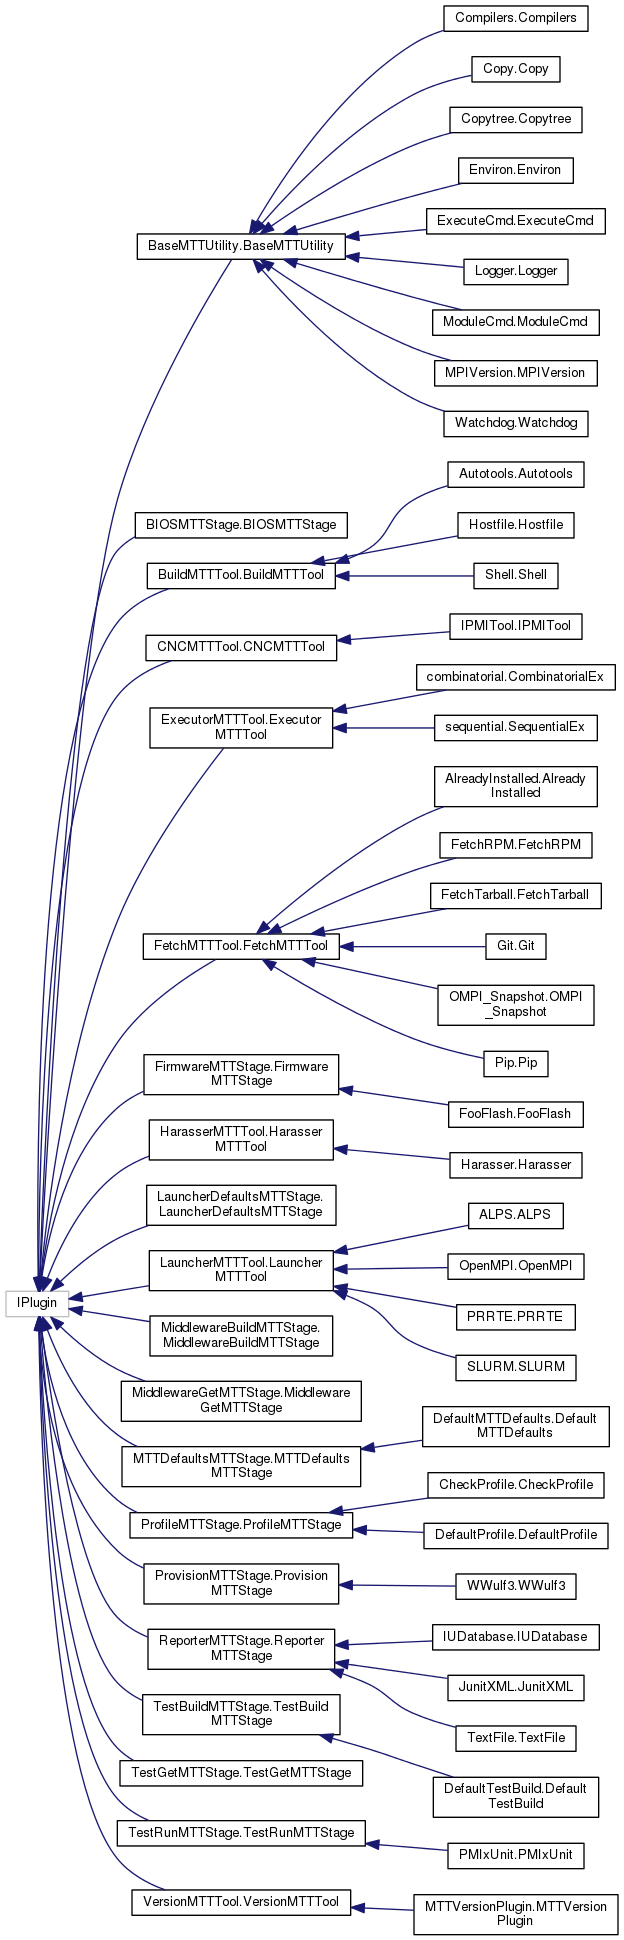 Compilers.Compilers
Copy.Copy
Copytree.Copytree
Environ.Environ
ExecuteCmd.ExecuteCmd
BaseMTTUtility.BaseMTTUtility
Logger.Logger
ModuleCmd.ModuleCmd
MPIVersion.MPIVersion
Watchdog.Watchdog
Autotools.Autotools
BIOSMTTStage.BIOSMTTStage
Hostfile.Hostfile
BuildMTTTool.BuildMTTTool
Shell.Shell
IPMITool.IPMITool
CNCMTTTool.CNCMTTTool
combinatorial.CombinatorialEx
ExecutorMTTTool.Executor
MTTTool
sequential.SequentialEx
AlreadyInstalled.Already
Installed
FetchRPM.FetchRPM
FetchTarball.FetchTarball
FetchMTTTool.FetchMTTTool
Git.Git
OMPI_Snapshot.OMPI
_Snapshot
Pip.Pip
FirmwareMTTStage.Firmware
MTTStage
FooFlash.FooFlash
HarasserMTTTool.Harasser
MTTTool
Harasser.Harasser
LauncherDefaultsMTTStage.
LauncherDefaultsMTTStage
ALPS.ALPS
LauncherMTTTool.Launcher
MTTTool
OpenMPI.OpenMPI
IPlugin
PRRTE.PRRTE
MiddlewareBuildMTTStage.
MiddlewareBuildMTTStage
SLURM.SLURM
MiddlewareGetMTTStage.Middleware
GetMTTStage
DefaultMTTDefaults.Default
MTTDefaults
MTTDefaultsMTTStage.MTTDefaults
MTTStage
CheckProfile.CheckProfile
ProfileMTTStage.ProfileMTTStage
DefaultProfile.DefaultProfile
ProvisionMTTStage.Provision
MTTStage
WWulf3.WWulf3
IUDatabase.IUDatabase
ReporterMTTStage.Reporter
MTTStage
JunitXML.JunitXML
TextFile.TextFile
TestBuildMTTStage.TestBuild
MTTStage
TestGetMTTStage.TestGetMTTStage
DefaultTestBuild.Default
TestBuild
TestRunMTTStage.TestRunMTTStage
PMIxUnit.PMIxUnit
VersionMTTTool.VersionMTTTool
MTTVersionPlugin.MTTVersion
Plugin